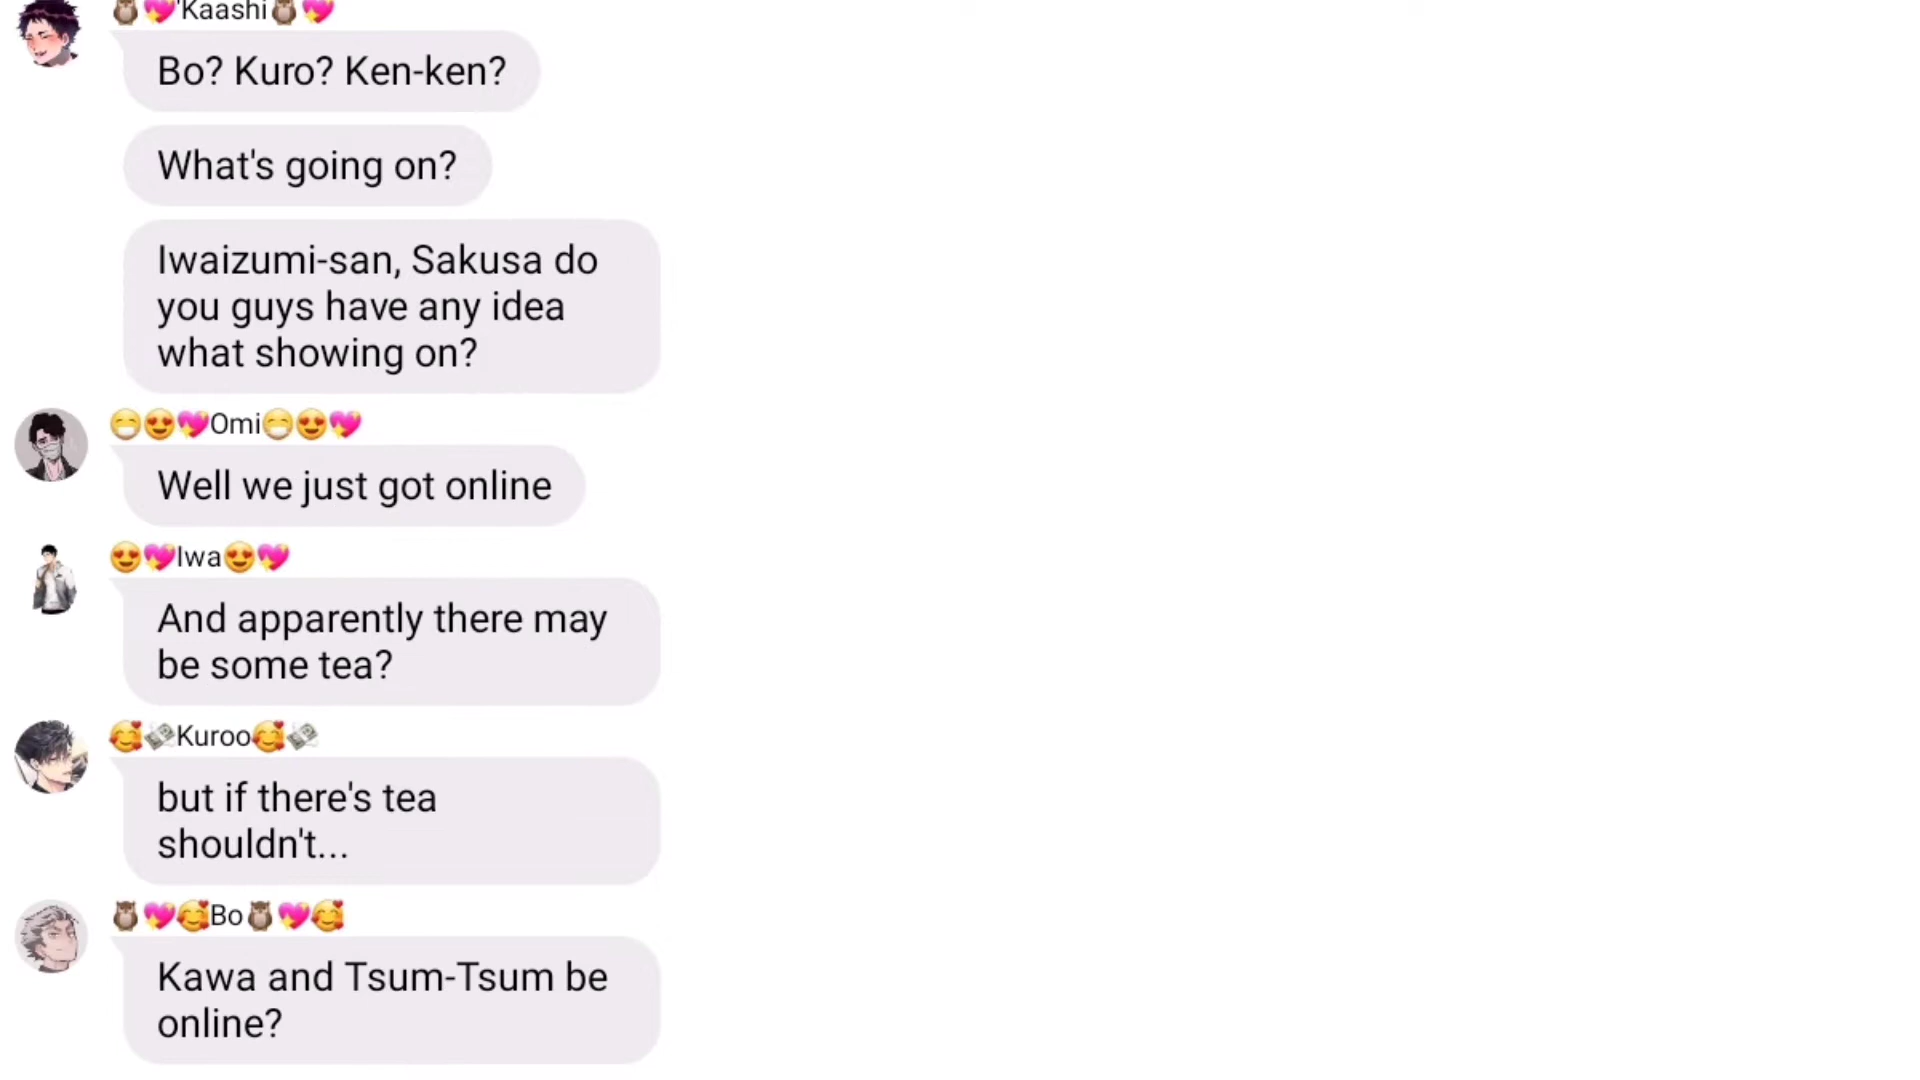 🦉💖'Kaashi🦉💖
Bo? Kuro? Ken-ken?
What's going on?
Iwaizumi-san, Sakusa do
you guys have any idea
what showing on?
😷😍💖Omi😷😍💖
Well we just got online
😍💖Iwa😍💖
And apparently there may
be some tea?
🥰💸Kuroo🥰💸
but if there's tea
shouldn't...
🦉💖🥰Bo🦉💖🥰
Kawa and Tsum-Tsum be
online?